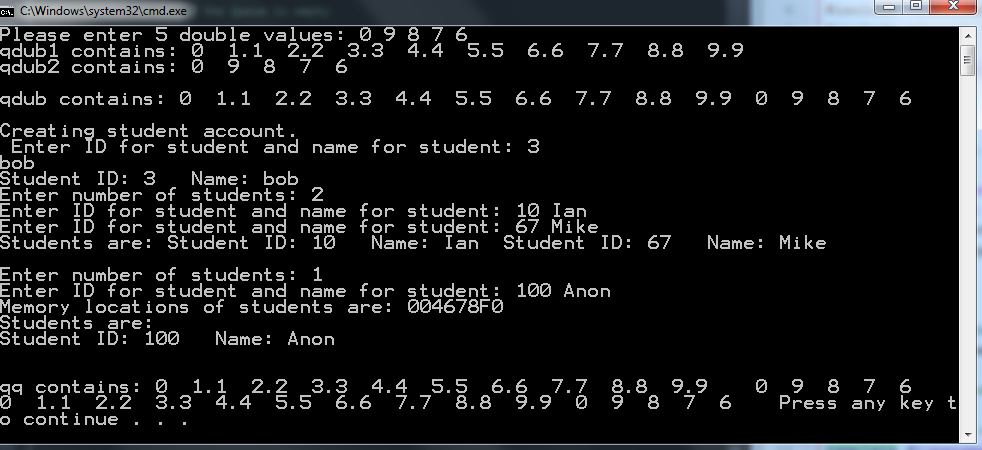 C:\Windows\system32\cmd.exe
Please enter 5 double values: 0 9 8 7 6
qdub1 contains: 0  1.1  2.2  3.3  4.4  5.5  6.6  7.7  8.8  9.9
qdub2 contains: 0  9  8  7  6
qdub contains: 0  1.1  2.2  3.3  4.4  5.5  6.6  7.7  8.8  9.9  0  9  8  7  6
Creating student account.
 Enter ID for student and name for student: 3
bob
Student ID: 3   Name: bob
Enter number of students: 2
Enter ID for student and name for student: 10 Ian
Enter ID for student and name for student: 67 Mike
Students are: Student ID: 10   Name: Ian  Student ID: 67   Name: Mike
Enter number of students: 1
Enter ID for student and name for student: 100 Anon
Memory locations of students are: 004678F0
Students are:
Student ID: 100   Name: Anon
qq contains: 0  1.1  2.2  3.3  4.4  5.5  6.6  7.7  8.8  9.9    0  9  8  7  6
0  1.1  2.2  3.3  4.4  5.5  6.6  7.7  8.8  9.9  0  9  8  7  6    Press any key t
o continue . . .